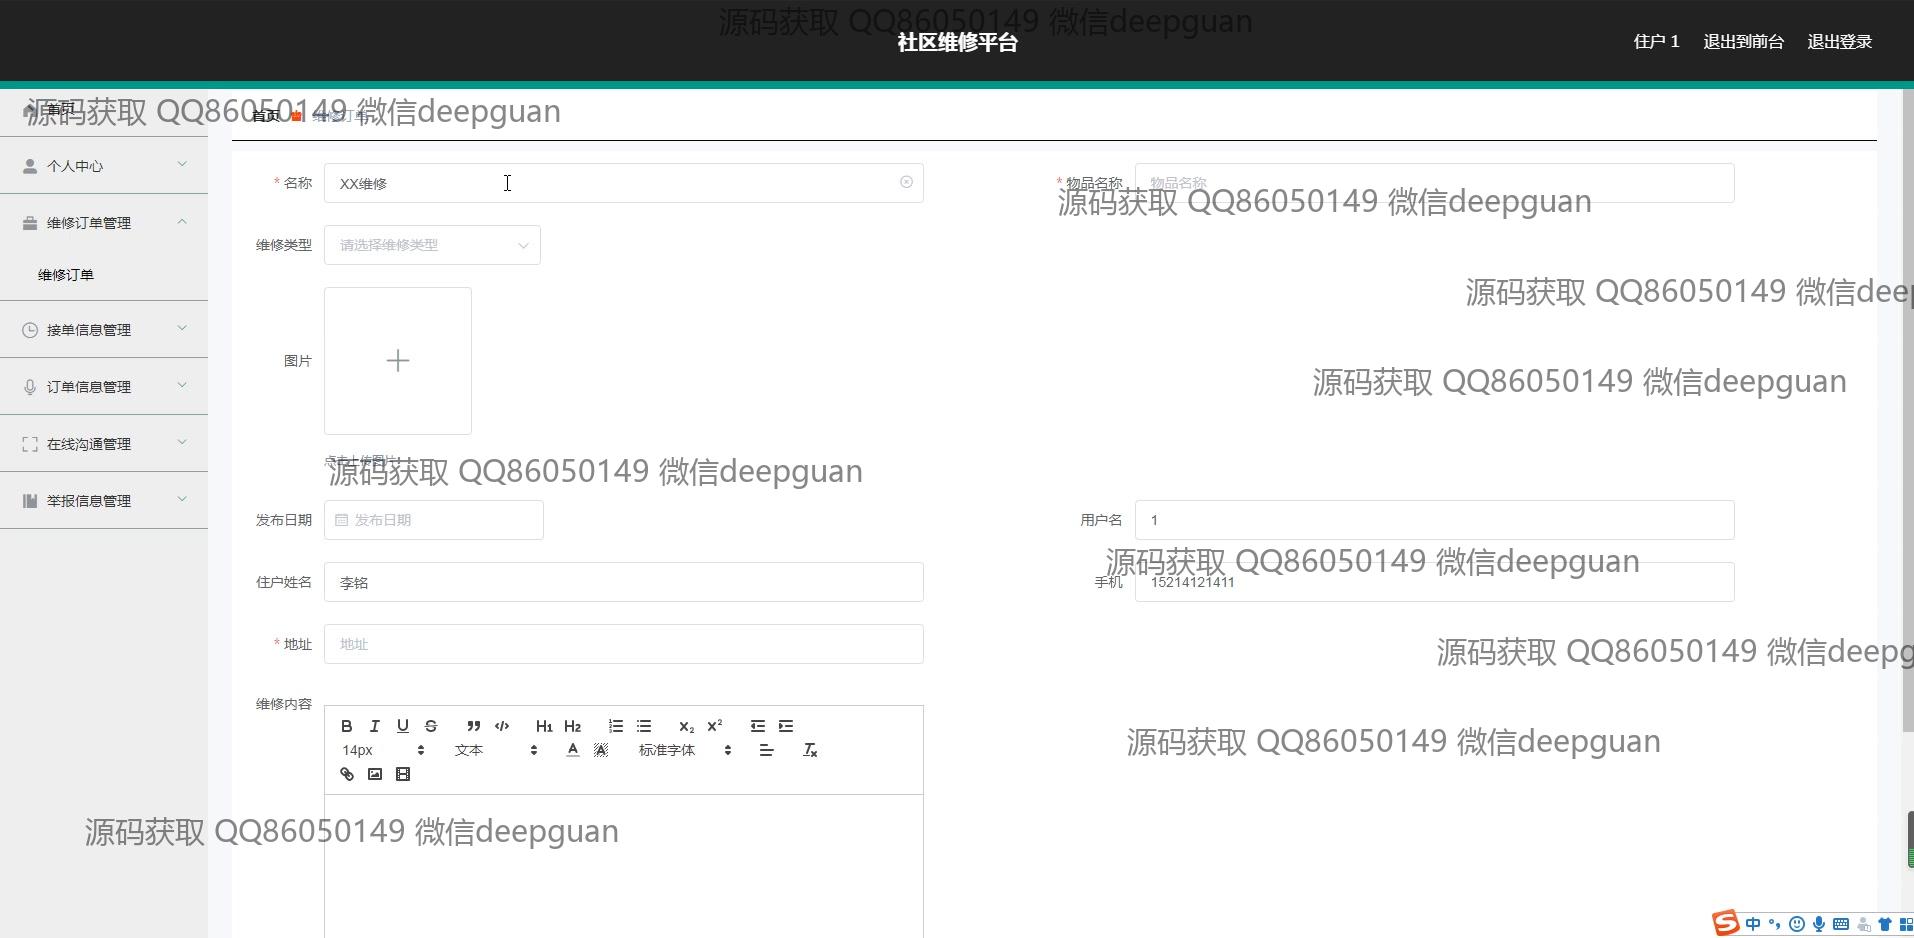 源码获取 QQ86050149 微信deepguan
社区维修平台
住户 1 退出到前台 退出登录
首页
源码获取 QQ86050149 微信deepguan
首页 维修订单
个人中心
* 名称 XX维修
* 物品名称 物品名称
源码获取 QQ86050149 微信deepguan
维修订单管理
维修类型 请选择维修类型
维修订单
源码获取 QQ86050149 微信deep
接单信息管理
图片
源码获取 QQ86050149 微信deepguan
订单信息管理
在线沟通管理
点击上传图片
源码获取 QQ86050149 微信deepguan
举报信息管理
发布日期 发布日期
用户名 1
源码获取 QQ86050149 微信deepguan
住户姓名 李铭
手机 15214121411
* 地址 地址
源码获取 QQ86050149 微信deepg
维修内容
B I U S ” </> H1 H2 X2 X2
14px 文本 A A 标准字体 Tx
源码获取 QQ86050149 微信deepguan
源码获取 QQ86050149 微信deepguan
S 中